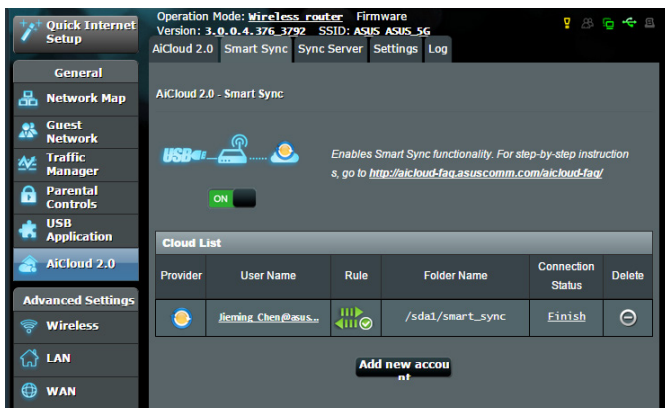 Quick Internet
Setup
Operation Mode: Wireless router Firmware
Version: 3.0.0.4.376_3792 SSID: ASUS ASUS_5G
AiCloud 2.0 Smart Sync Sync Server Settings Log
General
Network Map
Guest
Network
Traffic
Manager
Parental
Controls
USB
Application
AiCloud 2.0
Advanced Settings
Wireless
LAN
WAN
AiCloud 2.0 - Smart Sync
USB
Enables Smart Sync functionality. For step-by-step instruction
s, go to http://aicloud-faq.asuscomm.com/aicloud-faq/
ON
Cloud List
Provider User Name Rule Folder Name Connection
Status Delete
Jieming_Chen@asus... /sda1/smart_sync Finish
Add new accou
nt